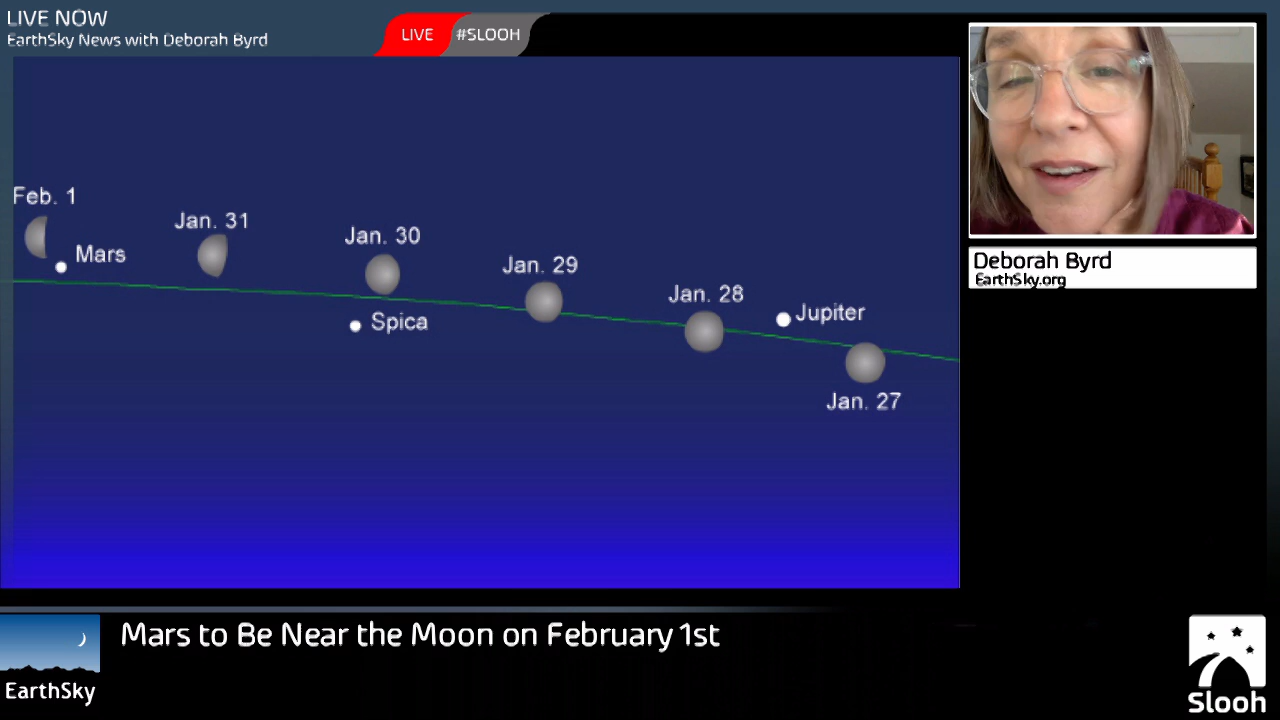 LIVE NOW
EarthSky News with Deborah Byrd
LIVE
#SLOOH
Feb. 1
Mars
Jan. 31
Jan. 30
Spica
Jan. 29
Jan. 28
Jupiter
Jan. 27
Deborah Byrd
EarthSky.org
Mars to Be Near the Moon on February 1st
EarthSky
Slooh